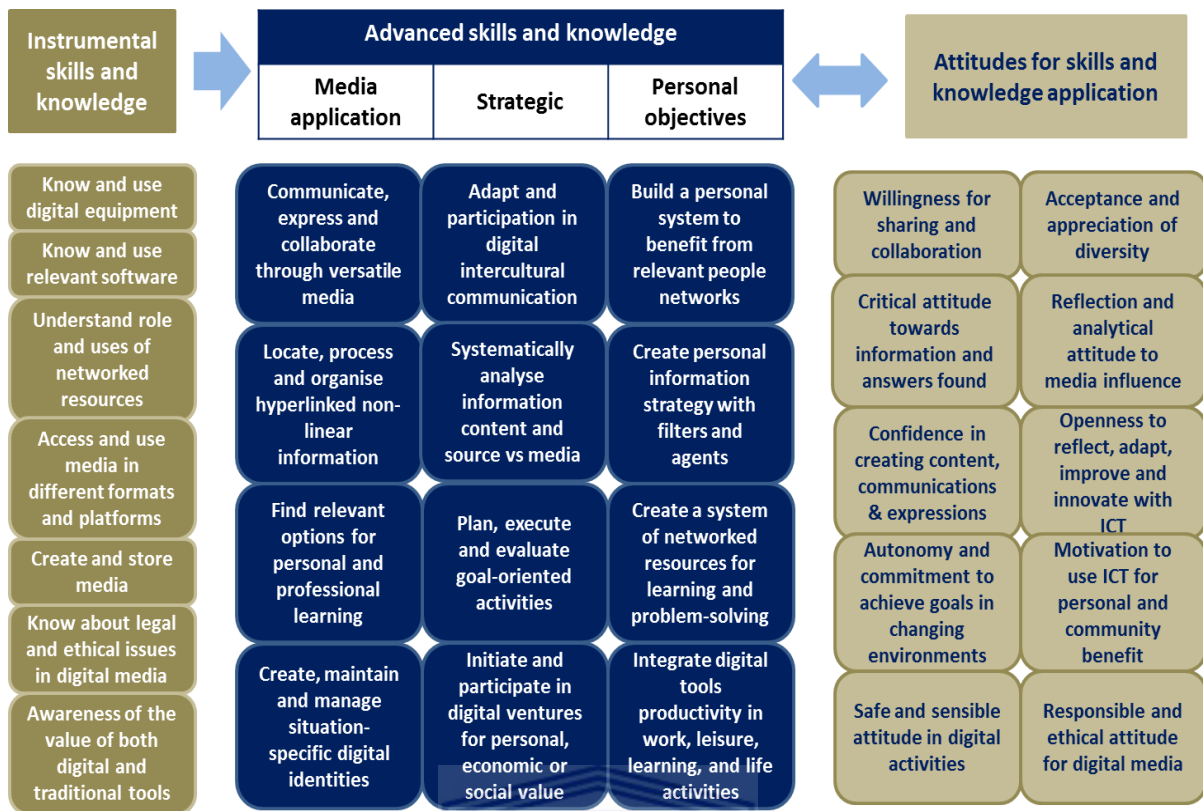 Instrumental
skills and
knowledge
Advanced skills and knowledge
Media
application
Strategic
Personal
objectives
Attitudes for skills and
knowledge application
Know and use
digital equipment
Know and use
relevant software
Understand role
and uses of
networked
resources
Access and use
media in
different formats
and platforms
Create and store
media
Know about legal
and ethical issues
in digital media
Awareness of the
value of both
digital and
traditional tools
Communicate,
express and
collaborate
through versatile
media
Adapt and
participation in
digital
intercultural
communication
Build a personal
system to
benefit from
relevant people
networks
Locate, process
and organise
hyperlinked non-
linear
information
Systematically
analyse
information
content and
source vs media
Create personal
information
strategy with
filters and
agents
Find relevant
options for
personal and
professional
learning
Plan, execute
and evaluate
goal-oriented
activities
Create a system
of networked
resources for
learning and
problem-solving
Create, maintain
and manage
situation-
specific digital
identities
Initiate and
participate in
digital ventures
for personal,
economic or
social value
Integrate digital
tools
productivity in
work, leisure,
learning, and life
activities
Willingness for
sharing and
collaboration
Acceptance and
appreciation of
diversity
Critical attitude
towards
information and
answers found
Reflection and
analytical
attitude to
media influence
Confidence in
creating content,
communications
& expressions
Openness to
reflect, adapt,
improve and
innovate with
ICT
Autonomy and
commitment to
achieve goals in
changing
environments
Motivation to
use ICT for
personal and
community
benefit
Safe and sensible
attitude in digital
activities
Responsible and
ethical attitude
for digital media